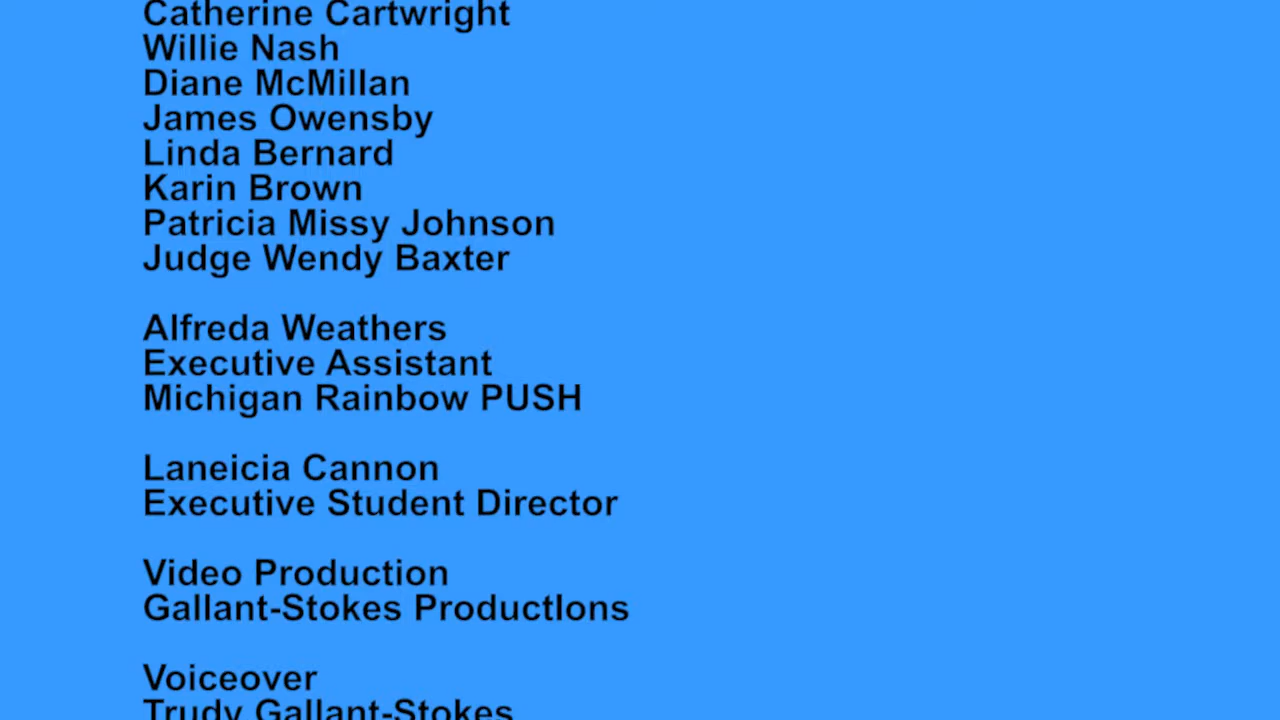 Catherine Cartwright
Willie Nash
Diane McMillan
James Owensby
Linda Bernard
Karin Brown
Patricia Missy Johnson
Judge Wendy Baxter
Alfreda Weathers
Executive Assistant
Michigan Rainbow PUSH
Laneicia Cannon
Executive Student Director
Video Production
Gallant-Stokes ProductIons
Voiceover
Trudy Gallant-Stokes